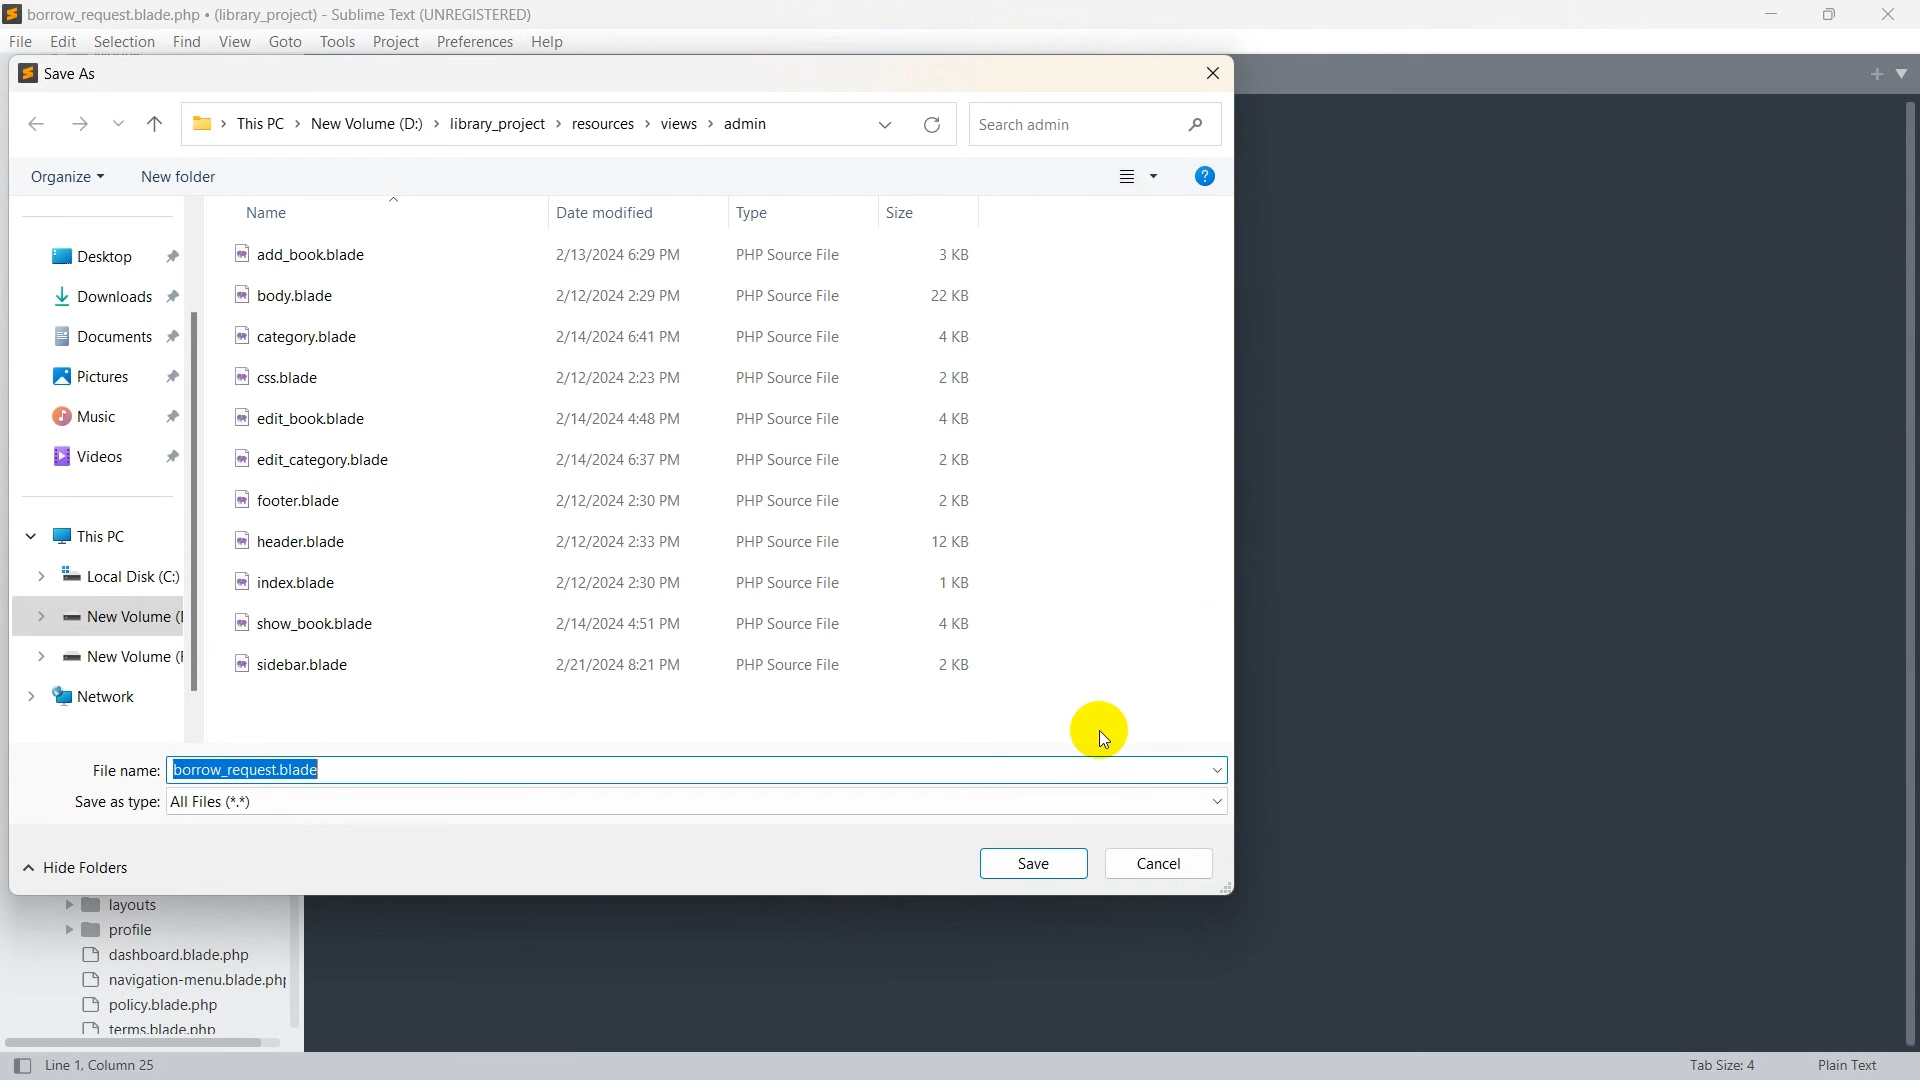 borrow_request.blade.php • (library_project) - Sublime Text (UNREGISTERED)
File Edit Selection Find View Goto Tools Project Preferences Help
Save As
This PC > New Volume (D:) > library_project > resources > views > admin
Search admin
Organize New folder
Name Date modified Type Size
Desktop
Downloads
Documents
Pictures
Music
Videos
This PC
Local Disk (C:)
New Volume (
New Volume (
Network
add_book.blade 2/13/2024 6:29 PM PHP Source File 3 KB
body.blade 2/12/2024 2:29 PM PHP Source File 22 KB
category.blade 2/14/2024 6:41 PM PHP Source File 4 KB
css.blade 2/12/2024 2:23 PM PHP Source File 2 KB
edit_book.blade 2/14/2024 4:48 PM PHP Source File 4 KB
edit_category.blade 2/14/2024 6:37 PM PHP Source File 2 KB
footer.blade 2/12/2024 2:30 PM PHP Source File 2 KB
header.blade 2/12/2024 2:33 PM PHP Source File 12 KB
index.blade 2/12/2024 2:30 PM PHP Source File 1 KB
show_book.blade 2/14/2024 4:51 PM PHP Source File 4 KB
sidebar.blade 2/21/2024 8:21 PM PHP Source File 2 KB
File name: borrow_request.blade
Save as type: All Files (*.*)
Hide Folders
Save Cancel
layouts
profile
dashboard.blade.php
navigation-menu.blade.php
policy.blade.php
terms.blade.php
Line 1, Column 25 Tab Size: 4 Plain Text